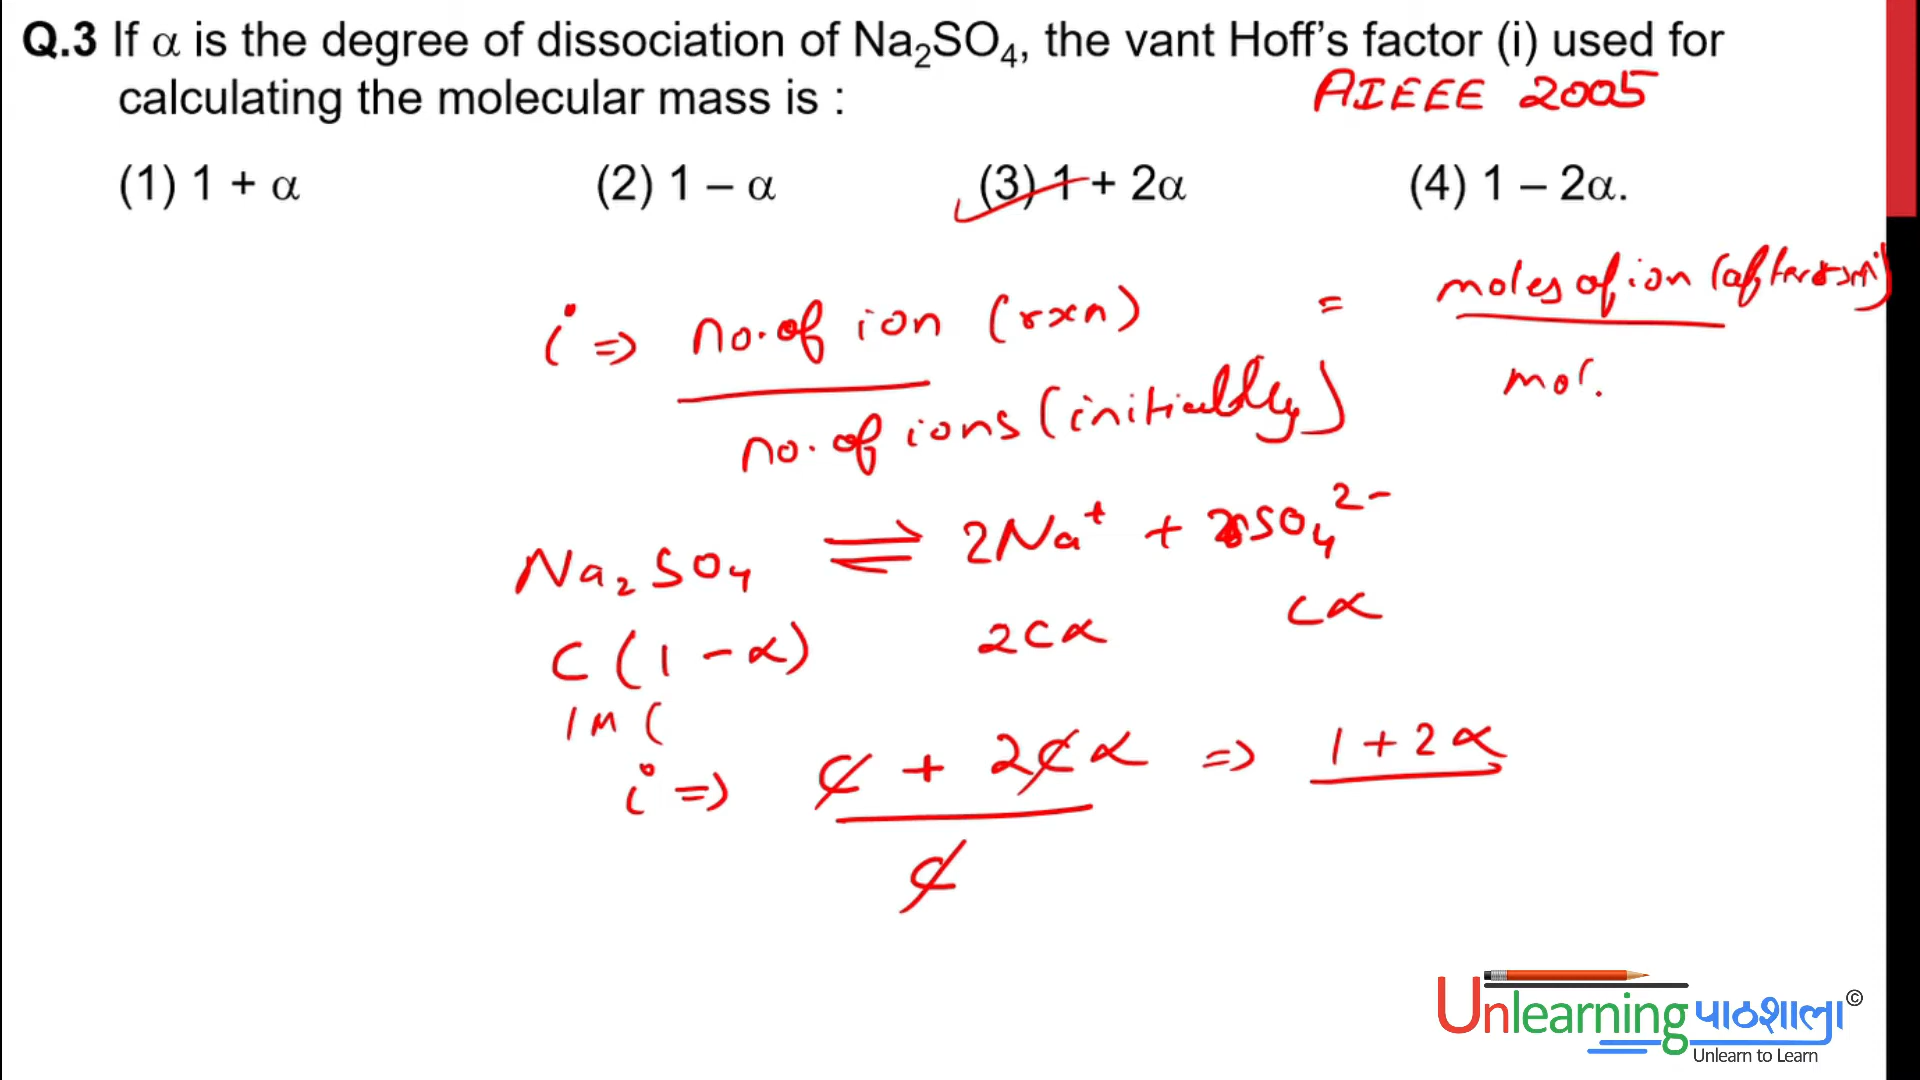 Q.3 If α is the degree of dissociation of Na₂SO₄, the vant Hoff’s factor (i) used for
calculating the molecular mass is :
AIEEE 2005
(1) 1 + α (2) 1 – α (3) 1 + 2α (4) 1 – 2α.
i ⇒ no. of ion (rxn) / no. of ions (initially) = moles of ion / mol.
Na₂SO₄ ⇌ 2Na⁺ + SO₄²⁻
C(1-α) 2Cα Cα
1M (
i ⇒ C + 2Cα / C ⇒ 1+2α
Unlearning પાઠશાલા ©
Unlearn to Learn